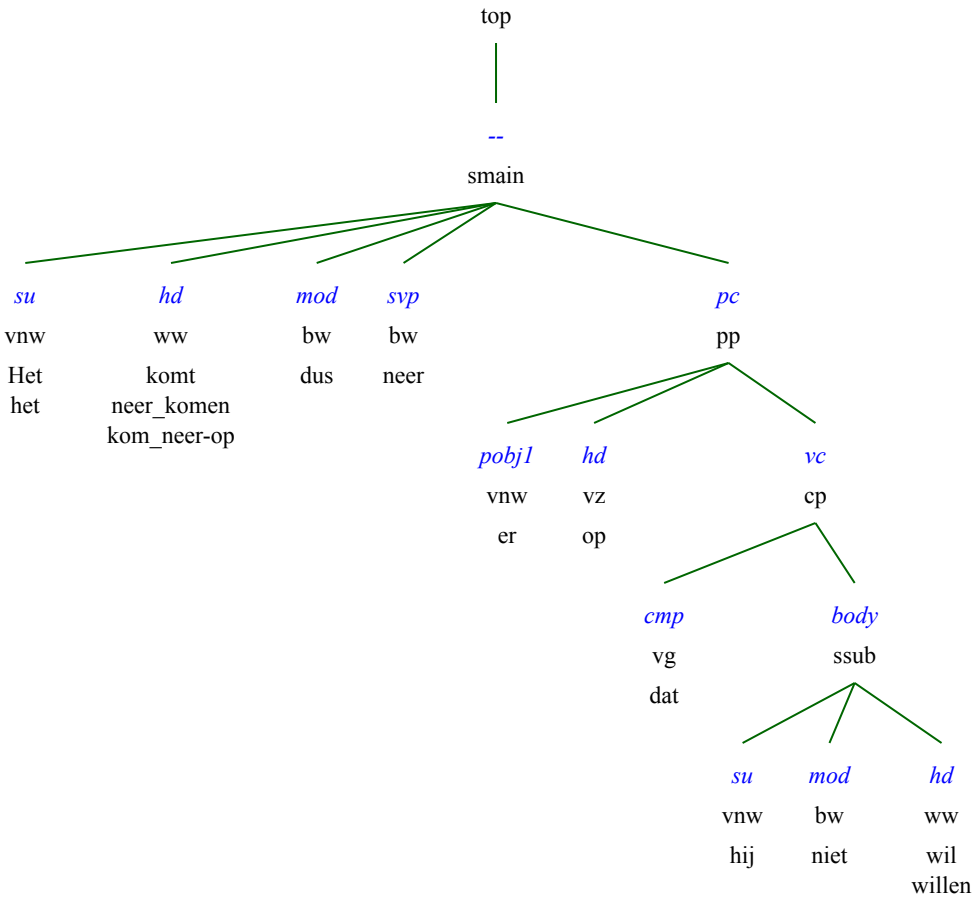 top
--
smain
su hd mod svp pc
vnw ww bw bw pp
Het komt dus neer
het neer_komen
kom_neer-op
pobj1 hd vc
vnw vz cp
er op
cmp body
vg ssub
dat
su mod hd
vnw bw ww
hij niet wil
willen